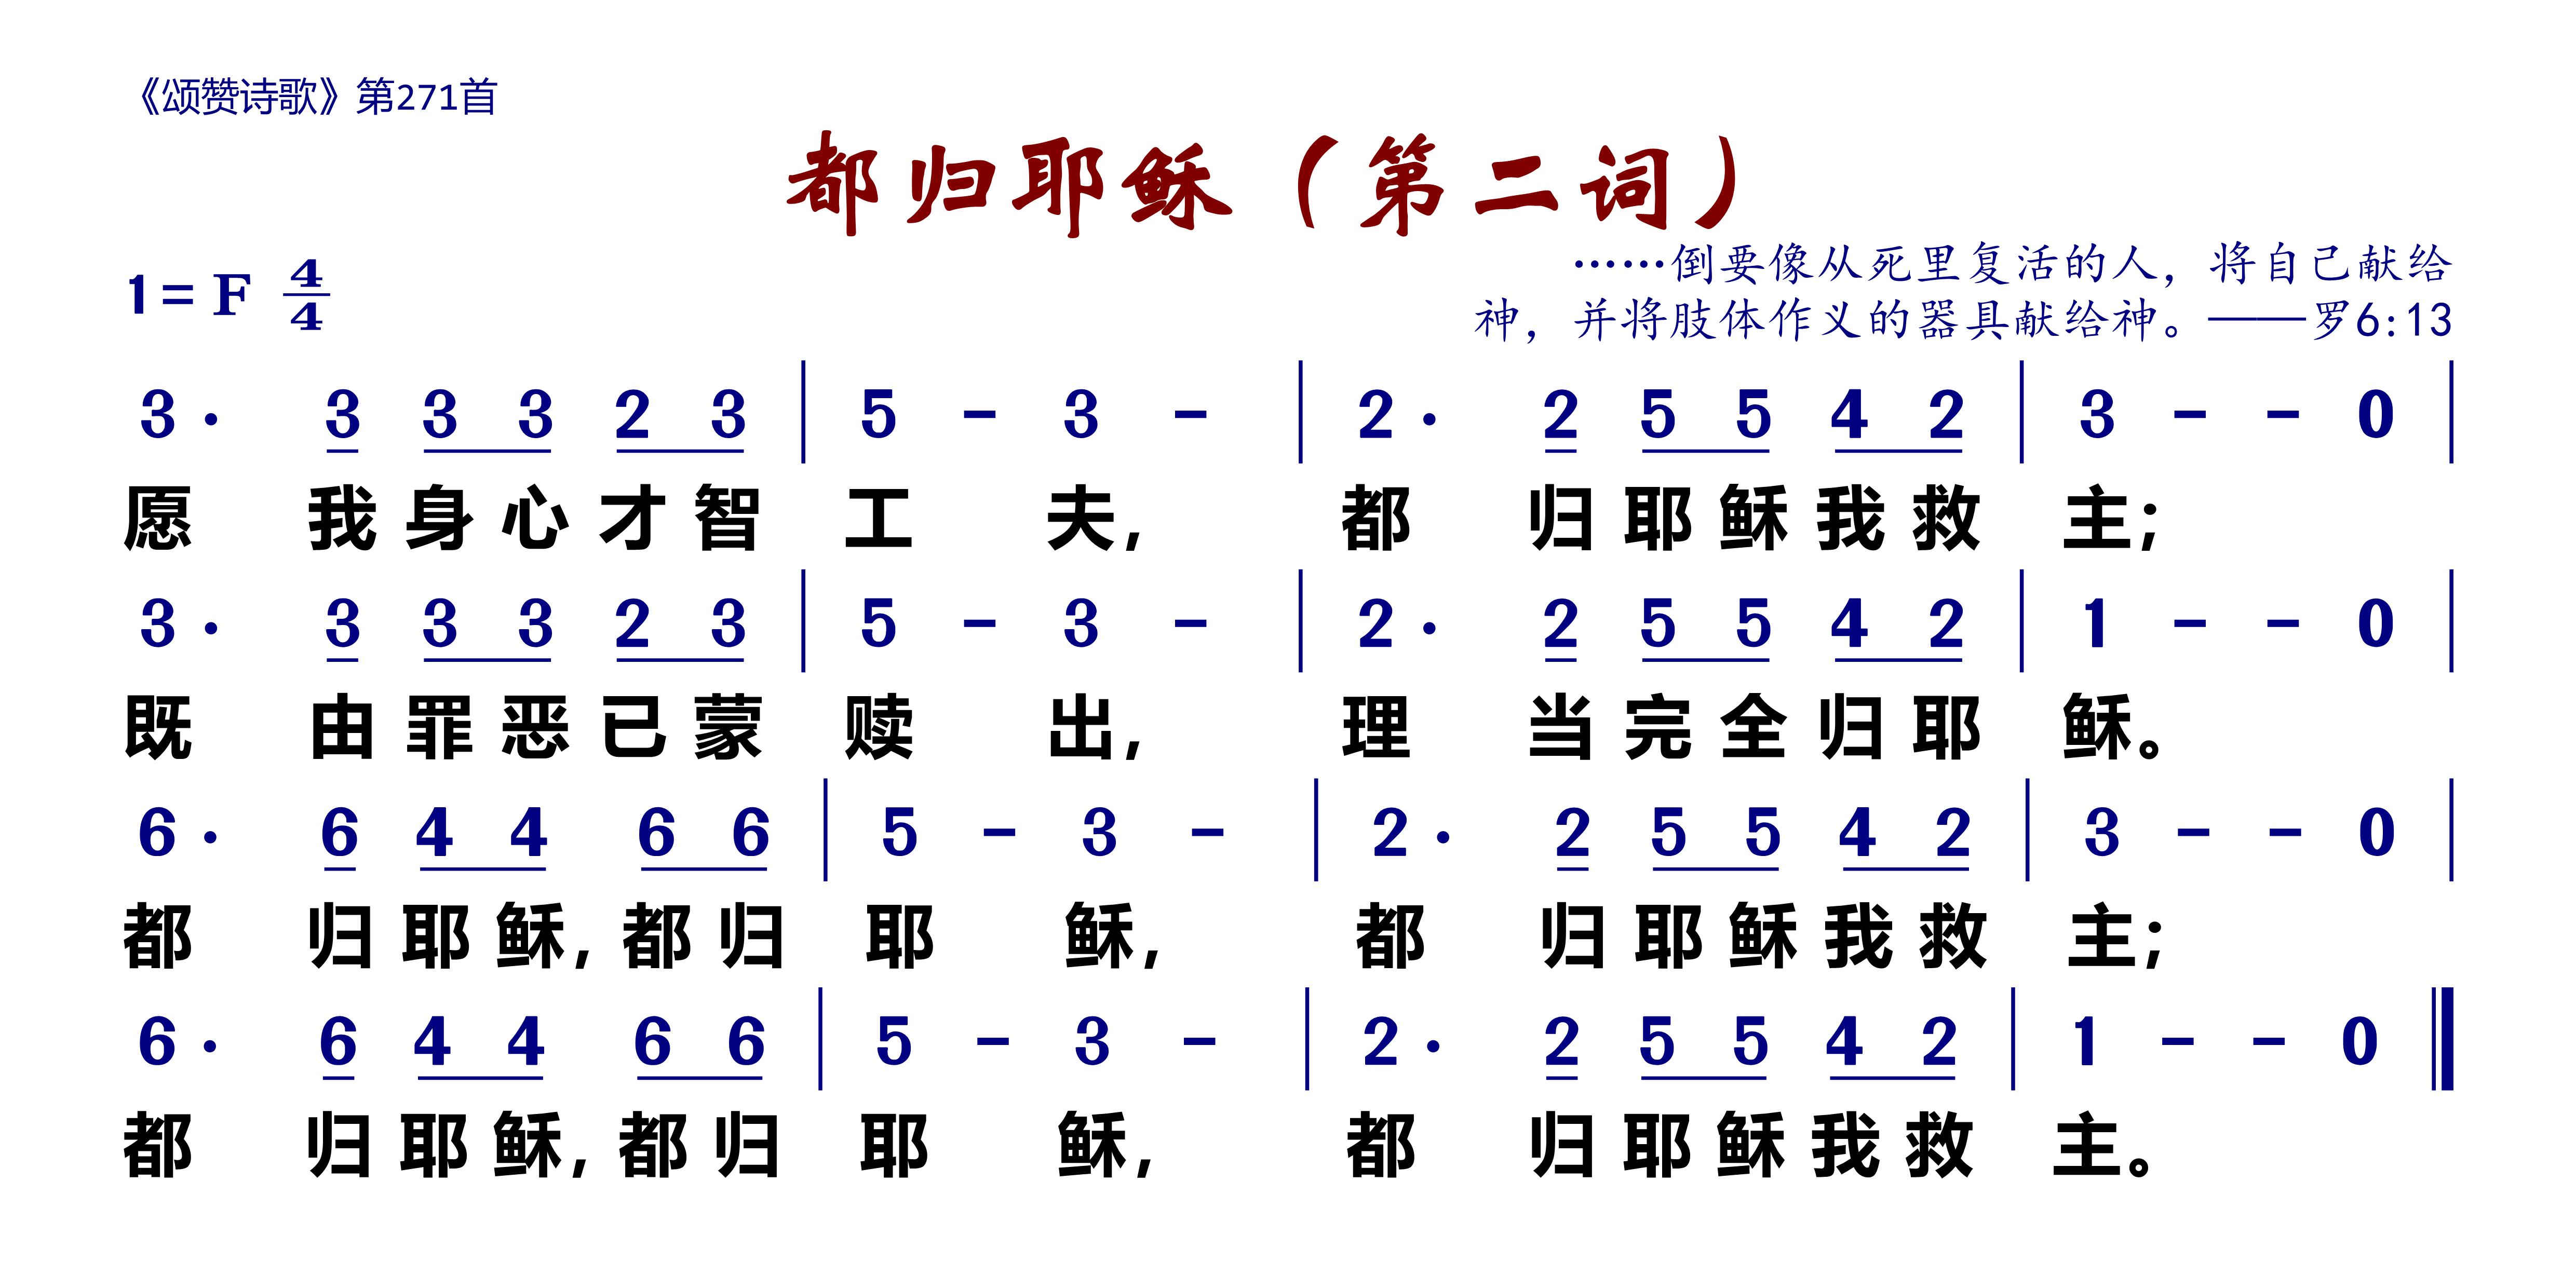 《颂赞诗歌》第271首
都归耶稣（第二词）
1= F 4/4
……倒要像从死里复活的人，将自己献给
神，并将肢体作义的器具献给神。——罗6:13
3 · 3 3 3 2 3 | 5 - 3 - | 2 · 2 5 5 4 2 | 3 - - 0 |
愿 我身心才智 工 夫, 都 归耶稣我救 主;
3 · 3 3 3 2 3 | 5 - 3 - | 2 · 2 5 5 4 2 | 1 - - 0 |
既 由罪恶已蒙 赎 出, 理 当完全归耶 稣。
6 · 6 4 4 6 6 | 5 - 3 - | 2 · 2 5 5 4 2 | 3 - - 0 |
都 归耶稣, 都归 耶 稣, 都 归耶稣我救 主;
6 · 6 4 4 6 6 | 5 - 3 - | 2 · 2 5 5 4 2 | 1 - - 0 ‖
都 归耶稣, 都归 耶 稣, 都 归耶稣我救 主。